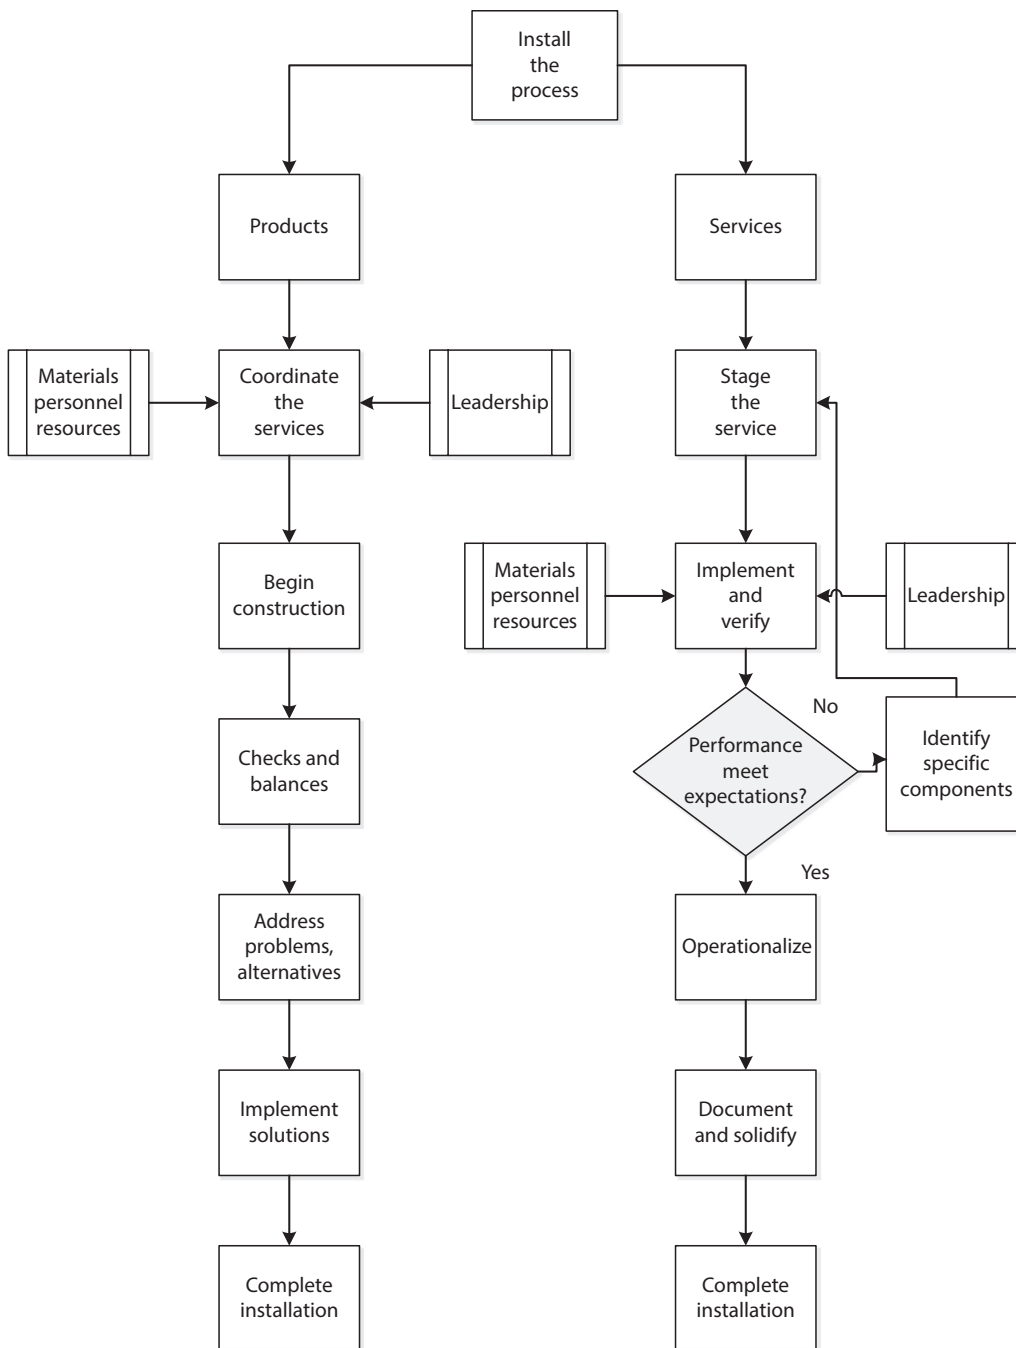 Install
the
process
Products
Services
Materials
personnel
resources
Coordinate
the
services
Leadership
Stage
the
service
Begin
construction
Materials
personnel
resources
Implement
and
verify
Leadership
Checks and
balances
Performance
meet
expectations?
No
Identify
specific
components
Yes
Address
problems,
alternatives
Operationalize
Implement
solutions
Document
and solidify
Complete
installation
Complete
installation